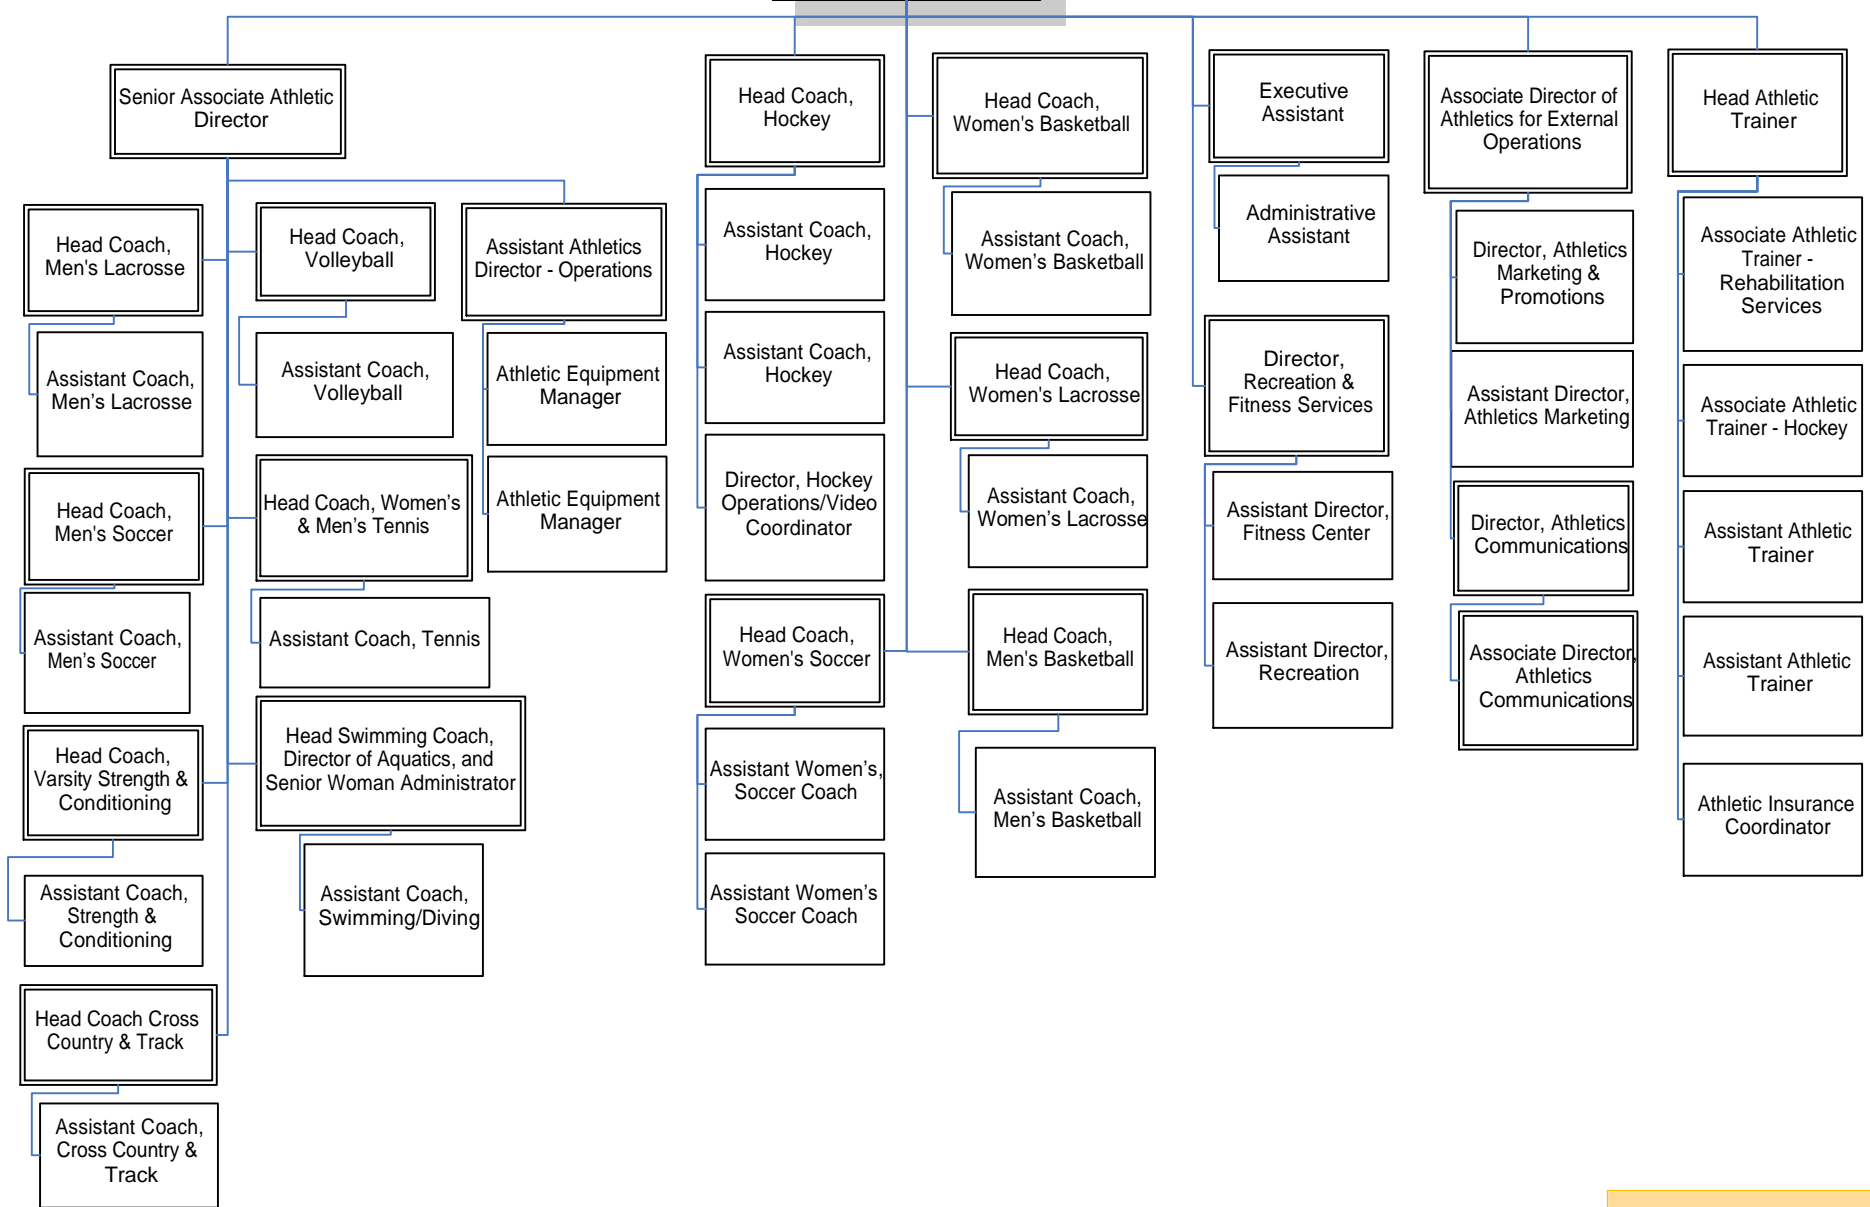 Senior Associate Athletic
Director
Head Coach,
Men's Lacrosse
Assistant Coach,
Men's Lacrosse
Head Coach,
Men's Soccer
Assistant Coach,
Men’s Soccer
Head Coach,
Varsity Strength &
Conditioning
Assistant Coach,
Strength &
Conditioning
Head Coach Cross
Country & Track
Assistant Coach,
Cross Country &
Track
Head Coach,
Volleyball
Assistant Coach,
Volleyball
Head Coach, Women’s
& Men’s Tennis
Assistant Coach, Tennis
Head Swimming Coach,
Director of Aquatics, and
Senior Woman Administrator
Assistant Coach,
Swimming/Diving
Assistant Athletics
Director - Operations
Athletic Equipment
Manager
Athletic Equipment
Manager
Head Coach,
Hockey
Assistant Coach,
Hockey
Assistant Coach,
Hockey
Director, Hockey
Operations/Video
Coordinator
Head Coach,
Women's Soccer
Assistant Women’s,
Soccer Coach
Assistant Women’s
Soccer Coach
Head Coach,
Women's Basketball
Assistant Coach,
Women’s Basketball
Head Coach,
Women's Lacrosse
Assistant Coach,
Women’s Lacrosse
Head Coach,
Men's Basketball
Assistant Coach,
Men’s Basketball
Executive
Assistant
Administrative
Assistant
Director,
Recreation &
Fitness Services
Assistant Director,
Fitness Center
Assistant Director,
Recreation
Associate Director of
Athletics for External
Operations
Director, Athletics
Marketing &
Promotions
Assistant Director,
Athletics Marketing
Director, Athletics
Communications
Associate Director,
Athletics
Communications
Head Athletic
Trainer
Associate Athletic
Trainer -
Rehabilitation
Services
Associate Athletic
Trainer - Hockey
Assistant Athletic
Trainer
Assistant Athletic
Trainer
Athletic Insurance
Coordinator